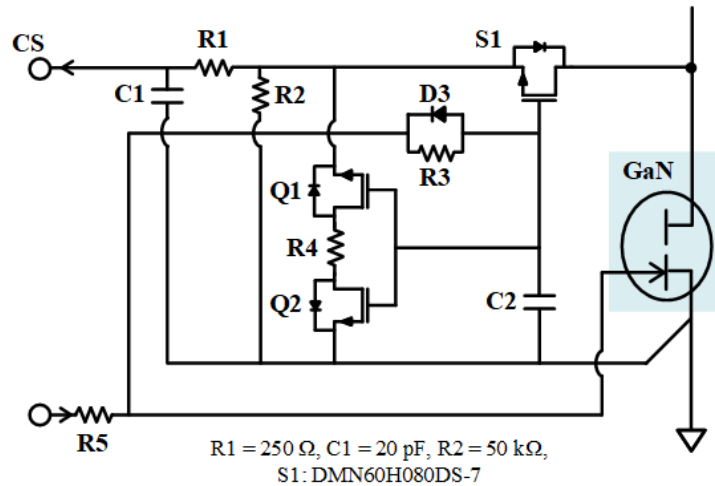 CS
R1
S1
C1
R2
D3
R3
GaN
Q1
R4
Q2
C2
R5
R1 = 250 Ω, C1 = 20 pF, R2 = 50 kΩ,
S1: DMN60H080DS-7